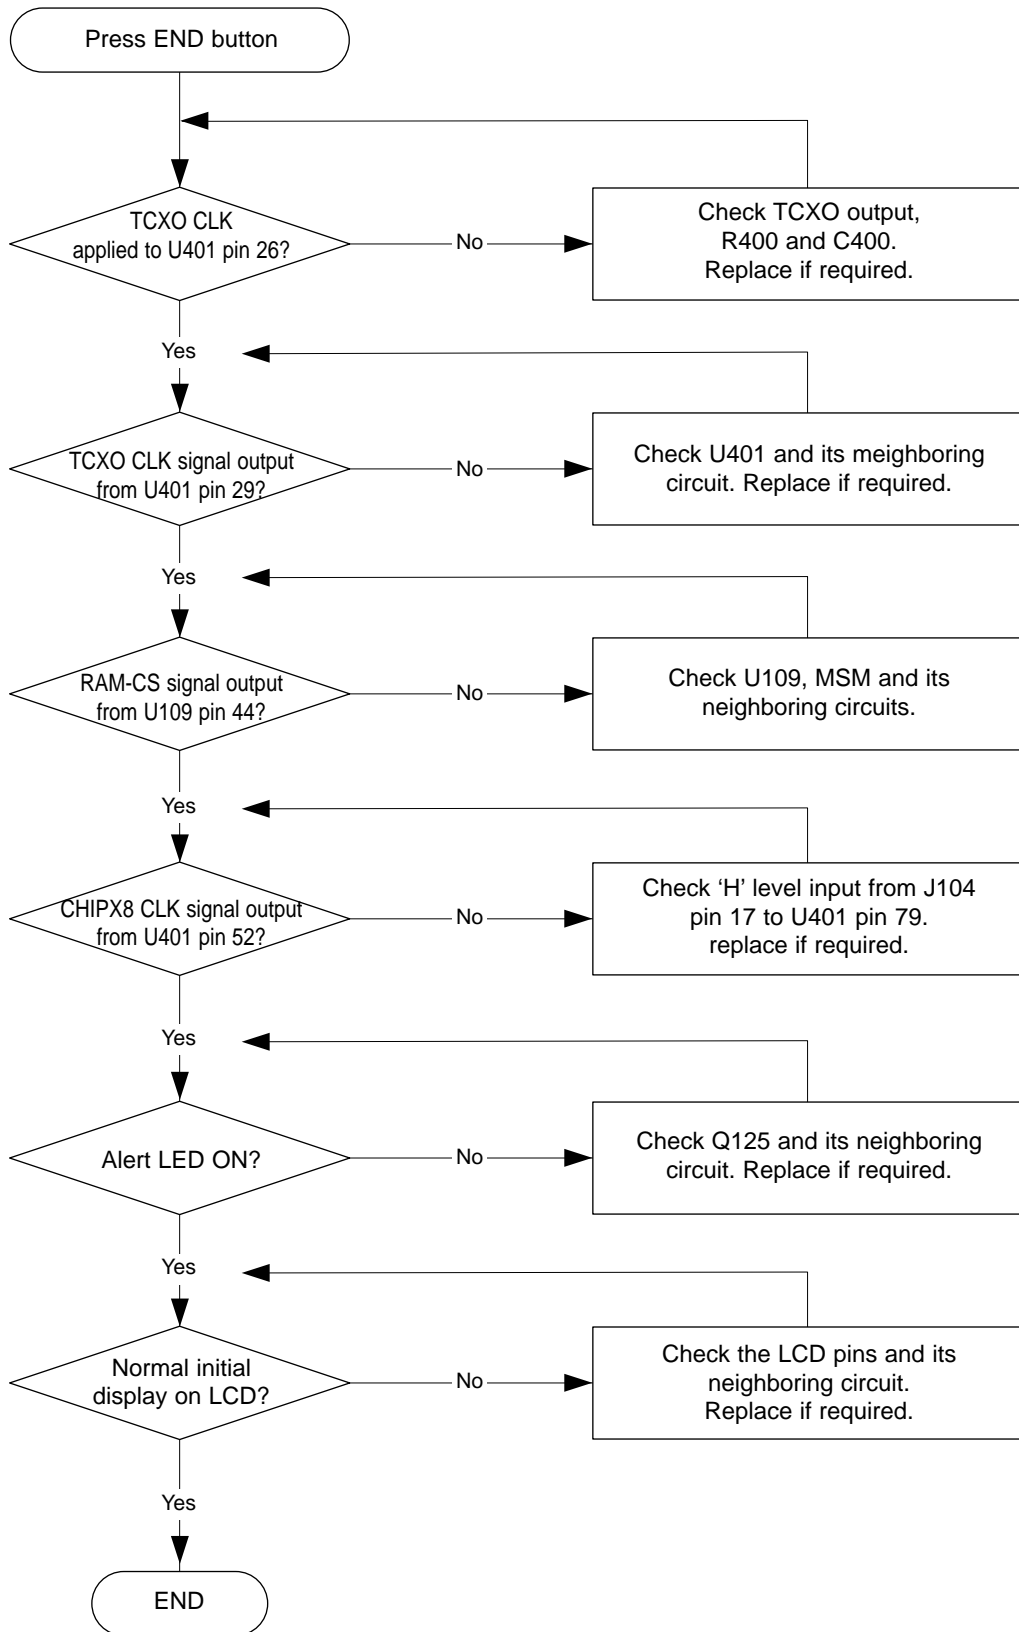 Press END button
TCXO CLK
applied to U401 pin 26?
No
Check TCXO output,
R400 and C400.
Replace if required.
Yes
TCXO CLK signal output
from U401 pin 29?
No
Check U401 and its meighboring
circuit. Replace if required.
Yes
RAM-CS signal output
from U109 pin 44?
No
Check U109, MSM and its
neighboring circuits.
Yes
CHIPX8 CLK signal output
from U401 pin 52?
No
Check ‘H’ level input from J104
pin 17 to U401 pin 79.
replace if required.
Yes
Alert LED ON?
No
Check Q125 and its neighboring
circuit. Replace if required.
Yes
Normal initial
display on LCD?
No
Check the LCD pins and its
neighboring circuit.
Replace if required.
Yes
END